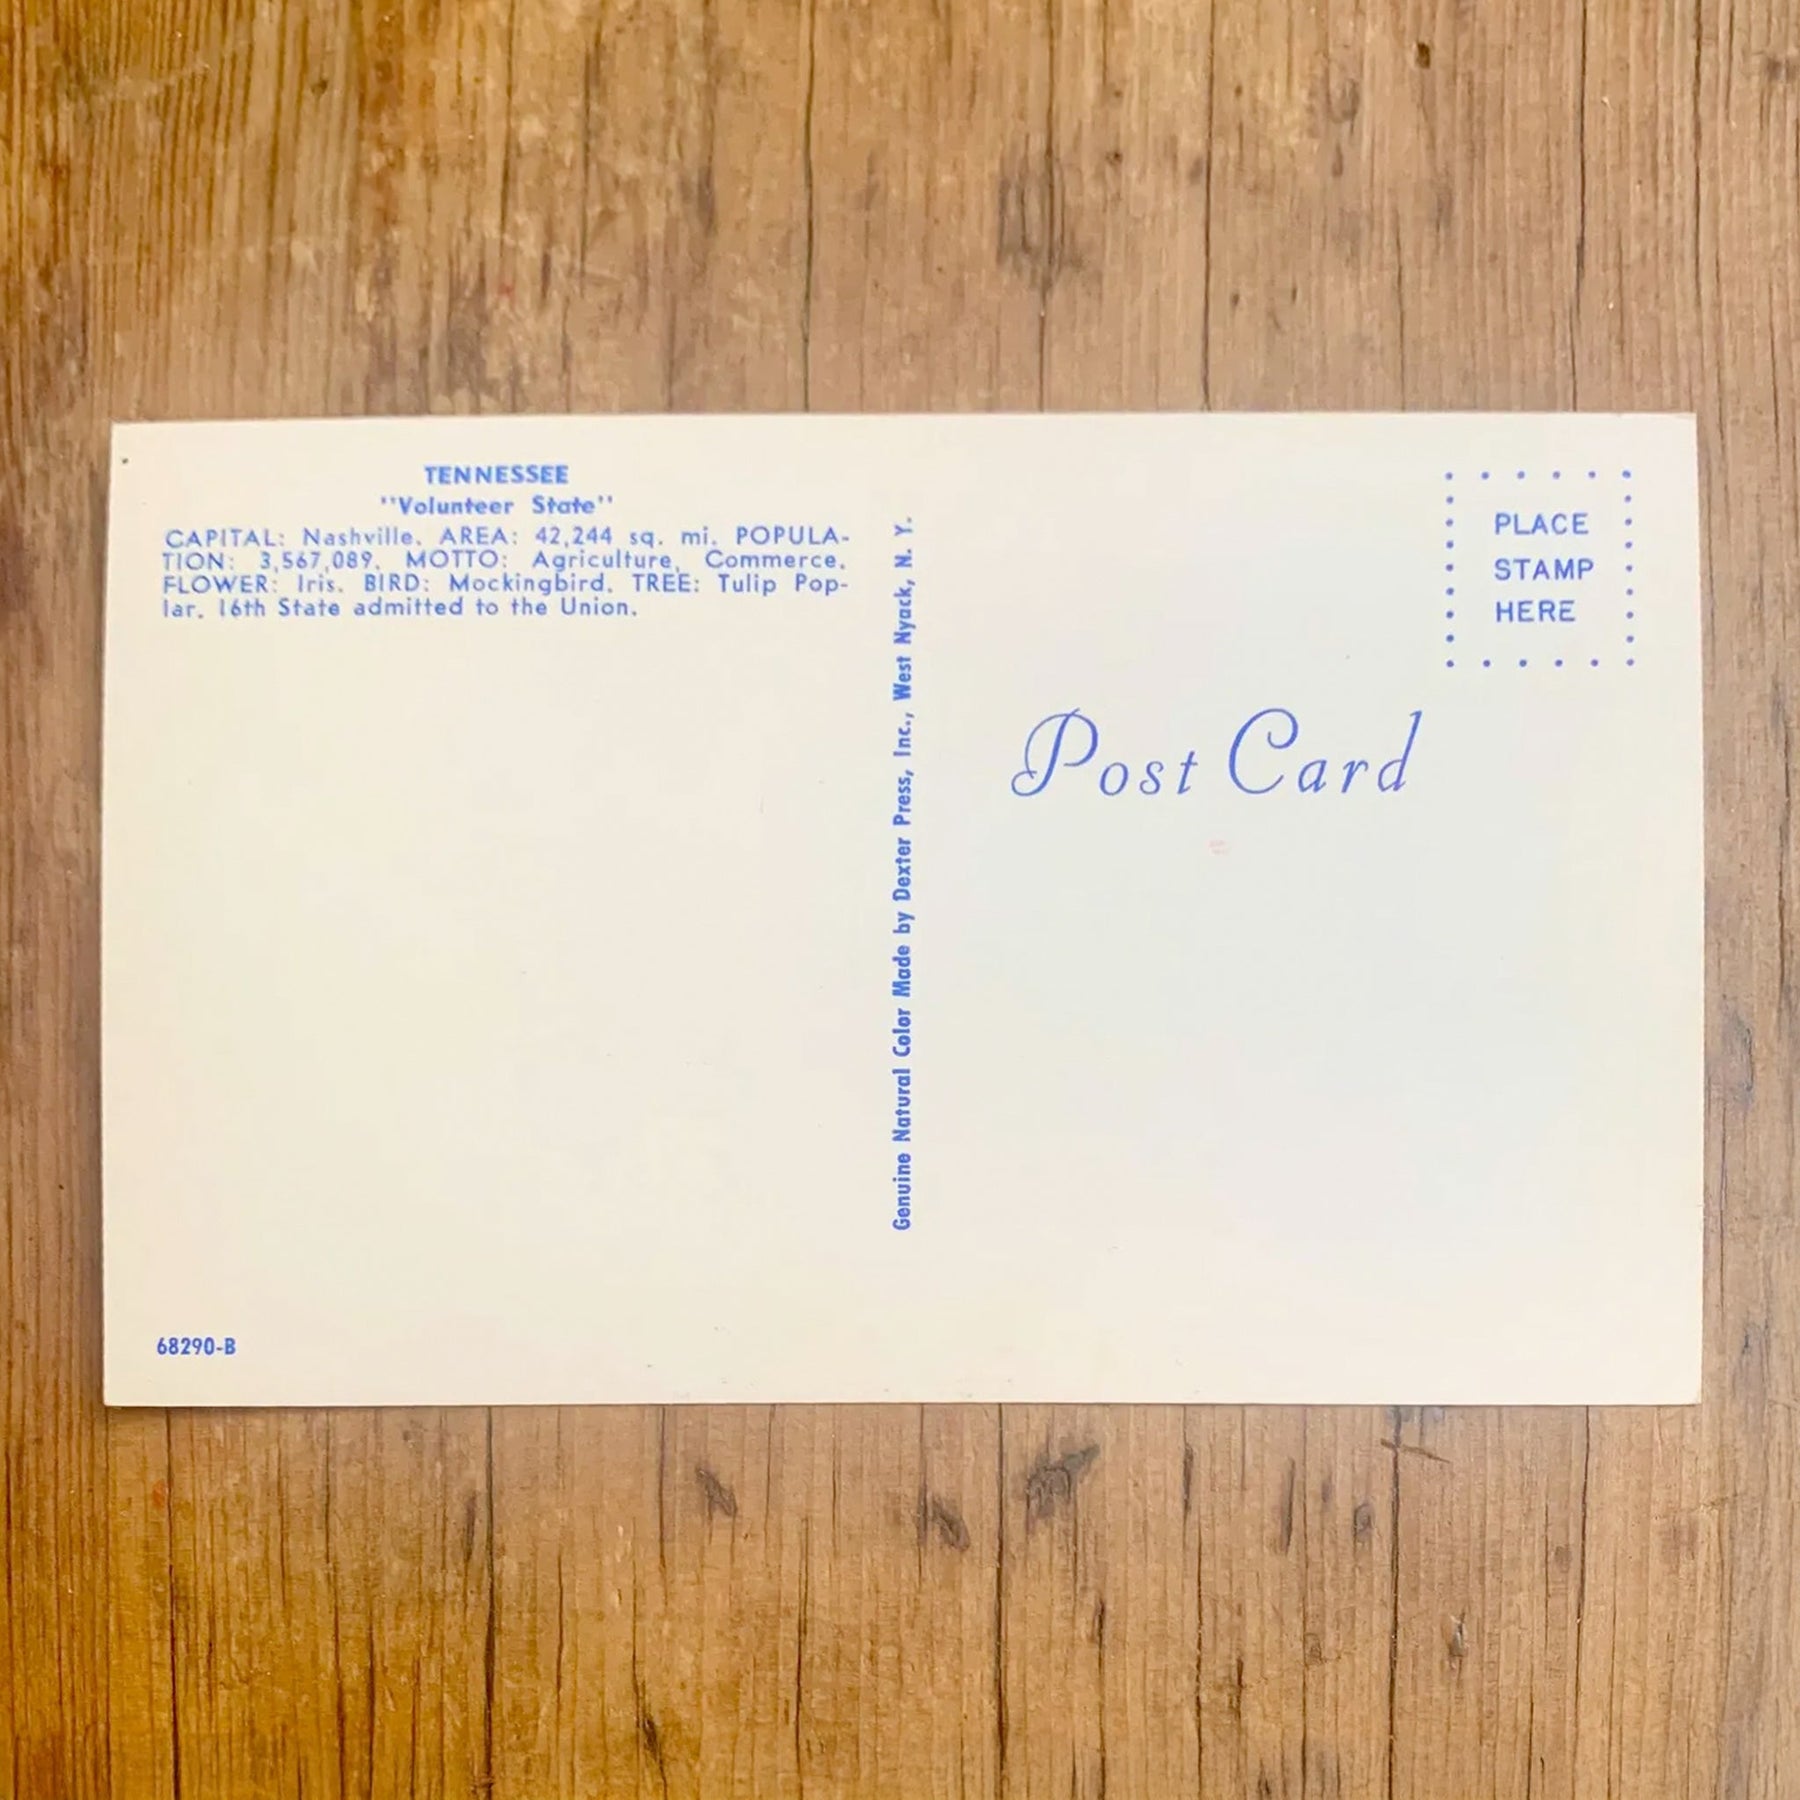 TENNESSEE
"Volunteer State"
CAPITAL: Nashville. AREA: 42,244 sq. mi. POPULA-
TION: 3,567,089. MOTTO: Agriculture, Commerce.
FLOWER: Iris. BIRD: Mockingbird. TREE: Tulip Pop-
lar. 16th State admitted to the Union.
68290-B
Genuine Natural Color Made by Dexter Press, Inc., West Nyack, N. Y.
PLACE
STAMP
HERE
Post Card